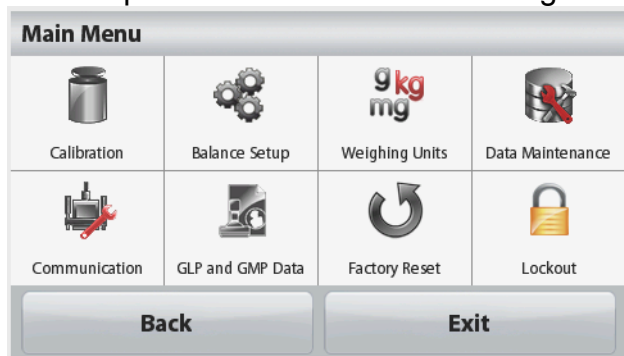 Main Menu
g kg
mg
Calibration Balance Setup Weighing Units Data Maintenance
Communication GLP and GMP Data Factory Reset Lockout
Back Exit